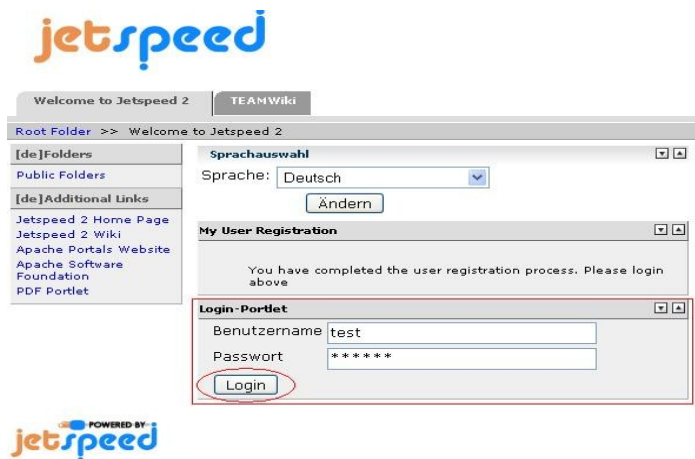 jetspeed
Welcome to Jetspeed 2
TEAMWiki
Root Folder >> Welcome to Jetspeed 2
[de]Folders
Public Folders
[de]Additional Links
Jetspeed 2 Home Page
Jetspeed 2 Wiki
Apache Portals Website
Apache Software
Foundation
PDF Portlet
Sprachauswahl
Sprache: Deutsch
Ändern
My User Registration
You have completed the user registration process. Please login
above
Login-Portlet
Benutzername test
Passwort ******
Login
POWERED BY
jetspeed